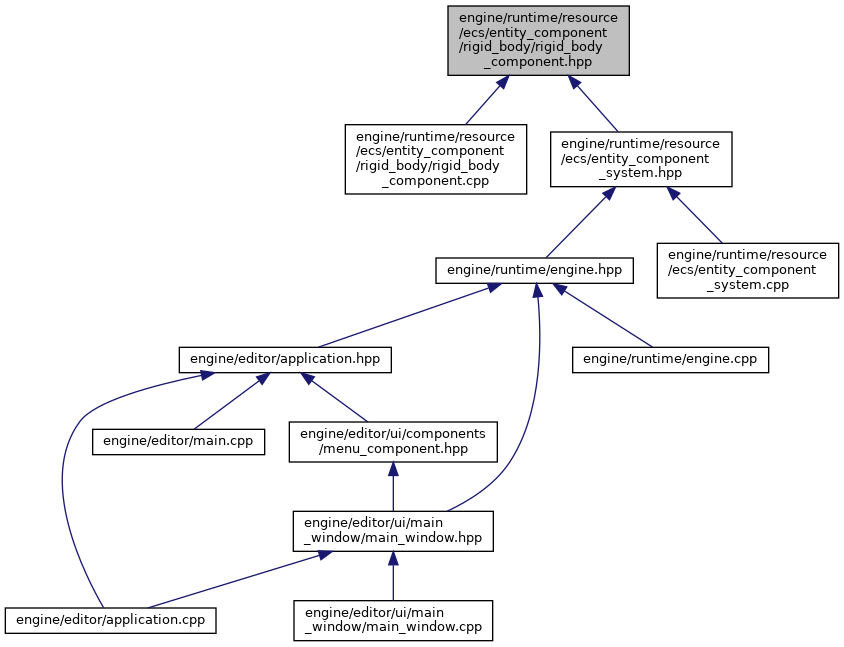 engine/runtime/resource
/ecs/entity_component
/rigid_body/rigid_body
_component.hpp
engine/runtime/resource
/ecs/entity_component
/rigid_body/rigid_body
_component.cpp
engine/runtime/resource
/ecs/entity_component
_system.hpp
engine/runtime/engine.hpp
engine/runtime/resource
/ecs/entity_component
_system.cpp
engine/editor/application.hpp
engine/runtime/engine.cpp
engine/editor/main.cpp
engine/editor/ui/components
/menu_component.hpp
engine/editor/ui/main
_window/main_window.hpp
engine/editor/application.cpp
engine/editor/ui/main
_window/main_window.cpp